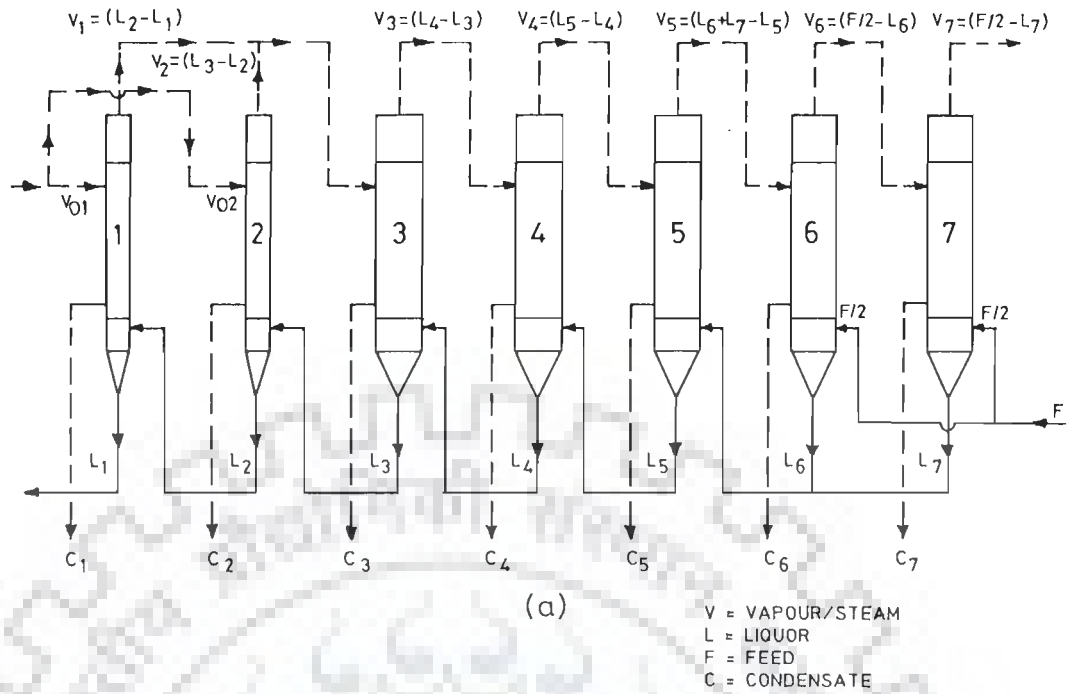 V₁=(L₂-L₁)
V₂=(L₃-L₂)
V₃=(L₄-L₃)
V₄=(L₅-L₄)
V₅=(L₆+L₇-L₅)
V₆=(F/2-L₆)
V₇=(F/2-L₇)
V₀₁
V₀₂
1
2
3
4
5
6
7
F/2
F/2
F
L₁
L₂
L₃
L₄
L₅
L₆
L₇
C₁
C₂
C₃
C₄
C₅
C₆
C₇
(a)
V = VAPOUR/STEAM
L = LIQUOR
F = FEED
C = CONDENSATE